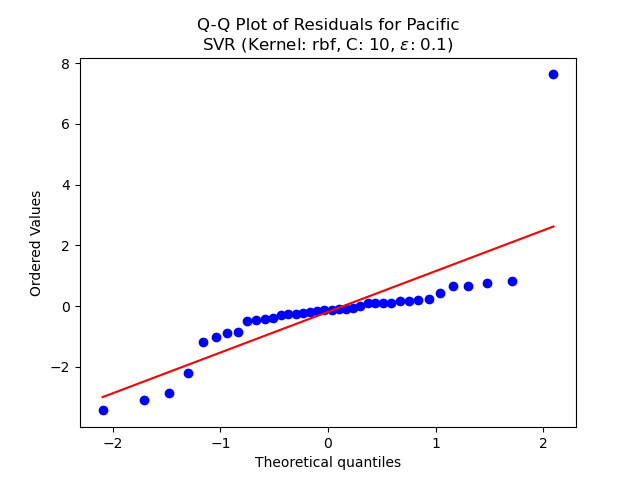 Q-Q Plot of Residuals for Pacific
SVR (Kernel: rbf, C: 10, ε: 0.1)
Ordered Values
8
6
4
2
0
−2
−2
−1
0
1
2
Theoretical quantiles